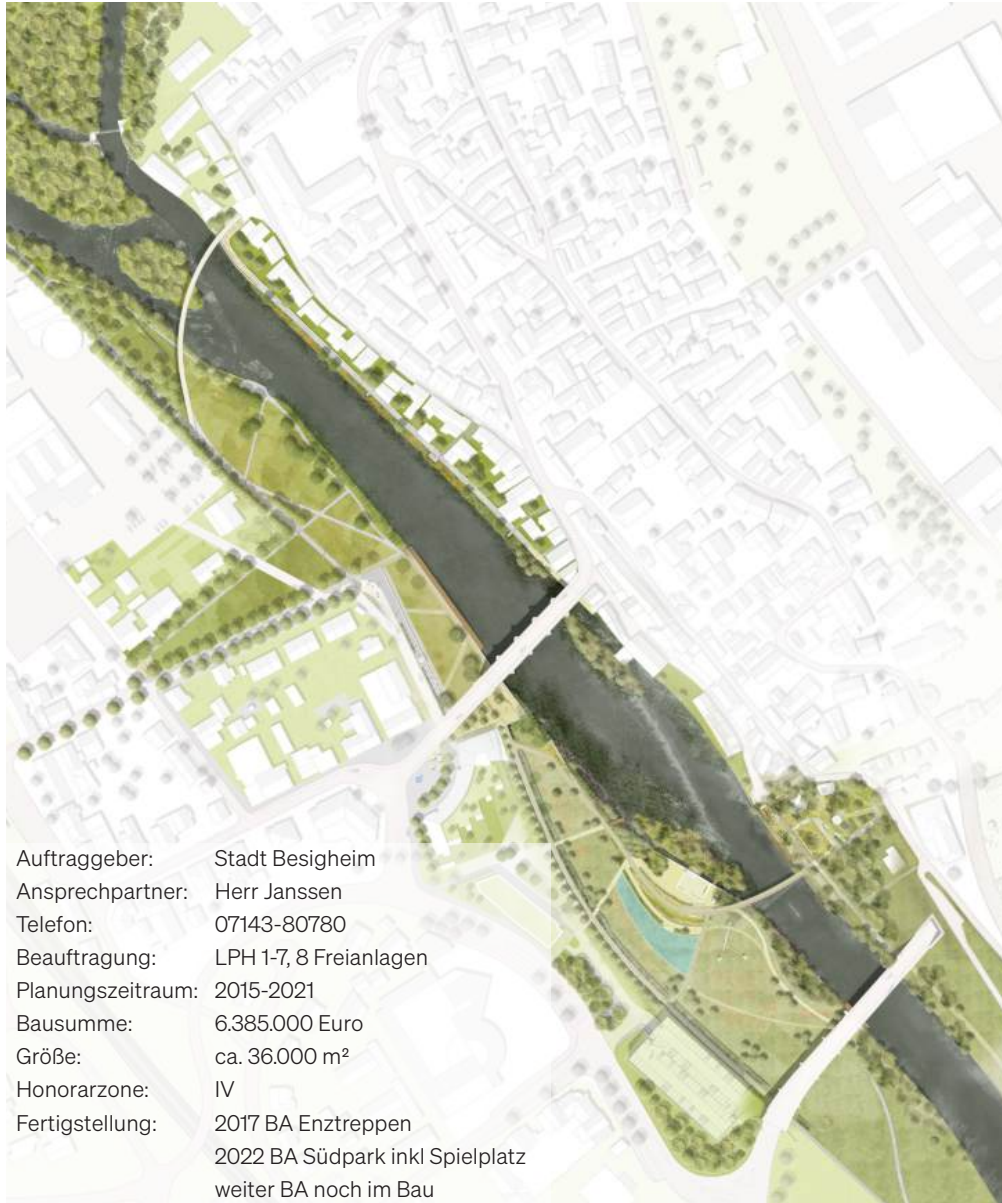 Auftraggeber: Stadt Besigheim
Ansprechpartner: Herr Janssen
Telefon: 07143-80780
Beauftragung: LPH 1-7, 8 Freianlagen
Planungszeitraum: 2015-2021
Bausumme: 6.385.000 Euro
Größe: ca. 36.000 m²
Honorarzone: IV
Fertigstellung: 2017 BA Enztreppen
2022 BA Südpark inkl Spielplatz
weiter BA noch im Bau